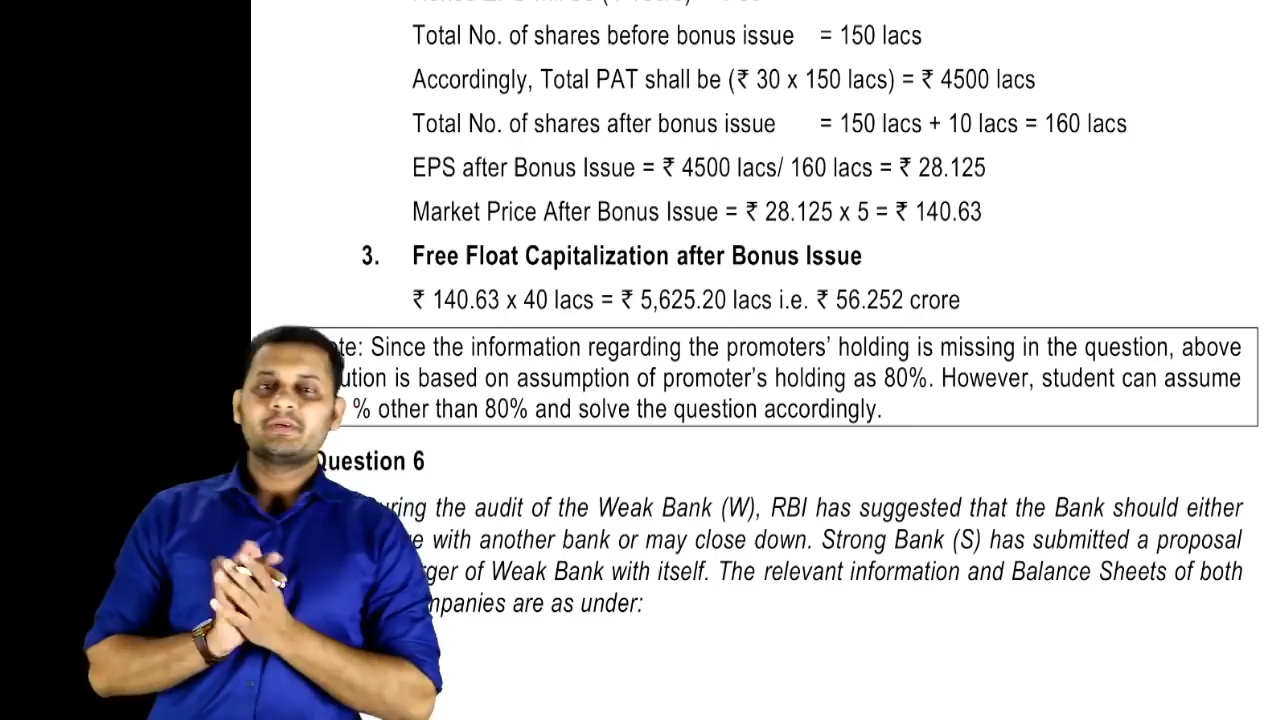 Total No. of shares before bonus issue = 150 lacs
Accordingly, Total PAT shall be (₹ 30 x 150 lacs) = ₹ 4500 lacs
Total No. of shares after bonus issue = 150 lacs + 10 lacs = 160 lacs
EPS after Bonus Issue = ₹ 4500 lacs/ 160 lacs = ₹ 28.125
Market Price After Bonus Issue = ₹ 28.125 x 5 = ₹ 140.63
3. Free Float Capitalization after Bonus Issue
₹ 140.63 x 40 lacs = ₹ 5,625.20 lacs i.e. ₹ 56.252 crore
Since the information regarding the promoters' holding is missing in the question, above
is based on assumption of promoter's holding as 80%. However, student can assume
% other than 80% and solve the question accordingly.
Question 6
the audit of the Weak Bank (W), RBI has suggested that the Bank should either
with another bank or may close down. Strong Bank (S) has submitted a proposal
of Weak Bank with itself. The relevant information and Balance Sheets of both
are as under: